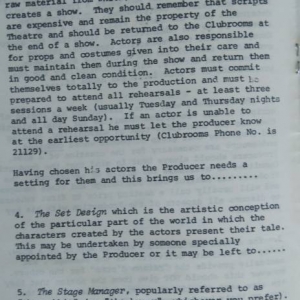 raw material from
creates a show. They should remember that scripts
are expensive and remain the property of the
Theatre and should be returned to the Clubrooms at
the end of a show. Actors are also responsible
for props and costumes given into their care and
must maintain them during the show and return them
in good and clean condition. Actors must commit
themselves totally to the production and must be
prepared to attend all rehearsals - at least three
sessions a week (usually Tuesday and Thursday nights
and all day Sunday). If an actor is unable to
attend a rehearsal he must let the producer know
at the earliest opportunity (Clubrooms Phone No. is
21129).
Having chosen his actors the Producer needs a
setting for them and this brings us to.........
4. The Set Design which is the artistic conception
of the particular part of the world in which the
characters created by the actors present their tale.
This may be undertaken by someone specially
appointed by the Producer or it may be left to......
5. The Stage Manager, popularly referred to as
you prefer).